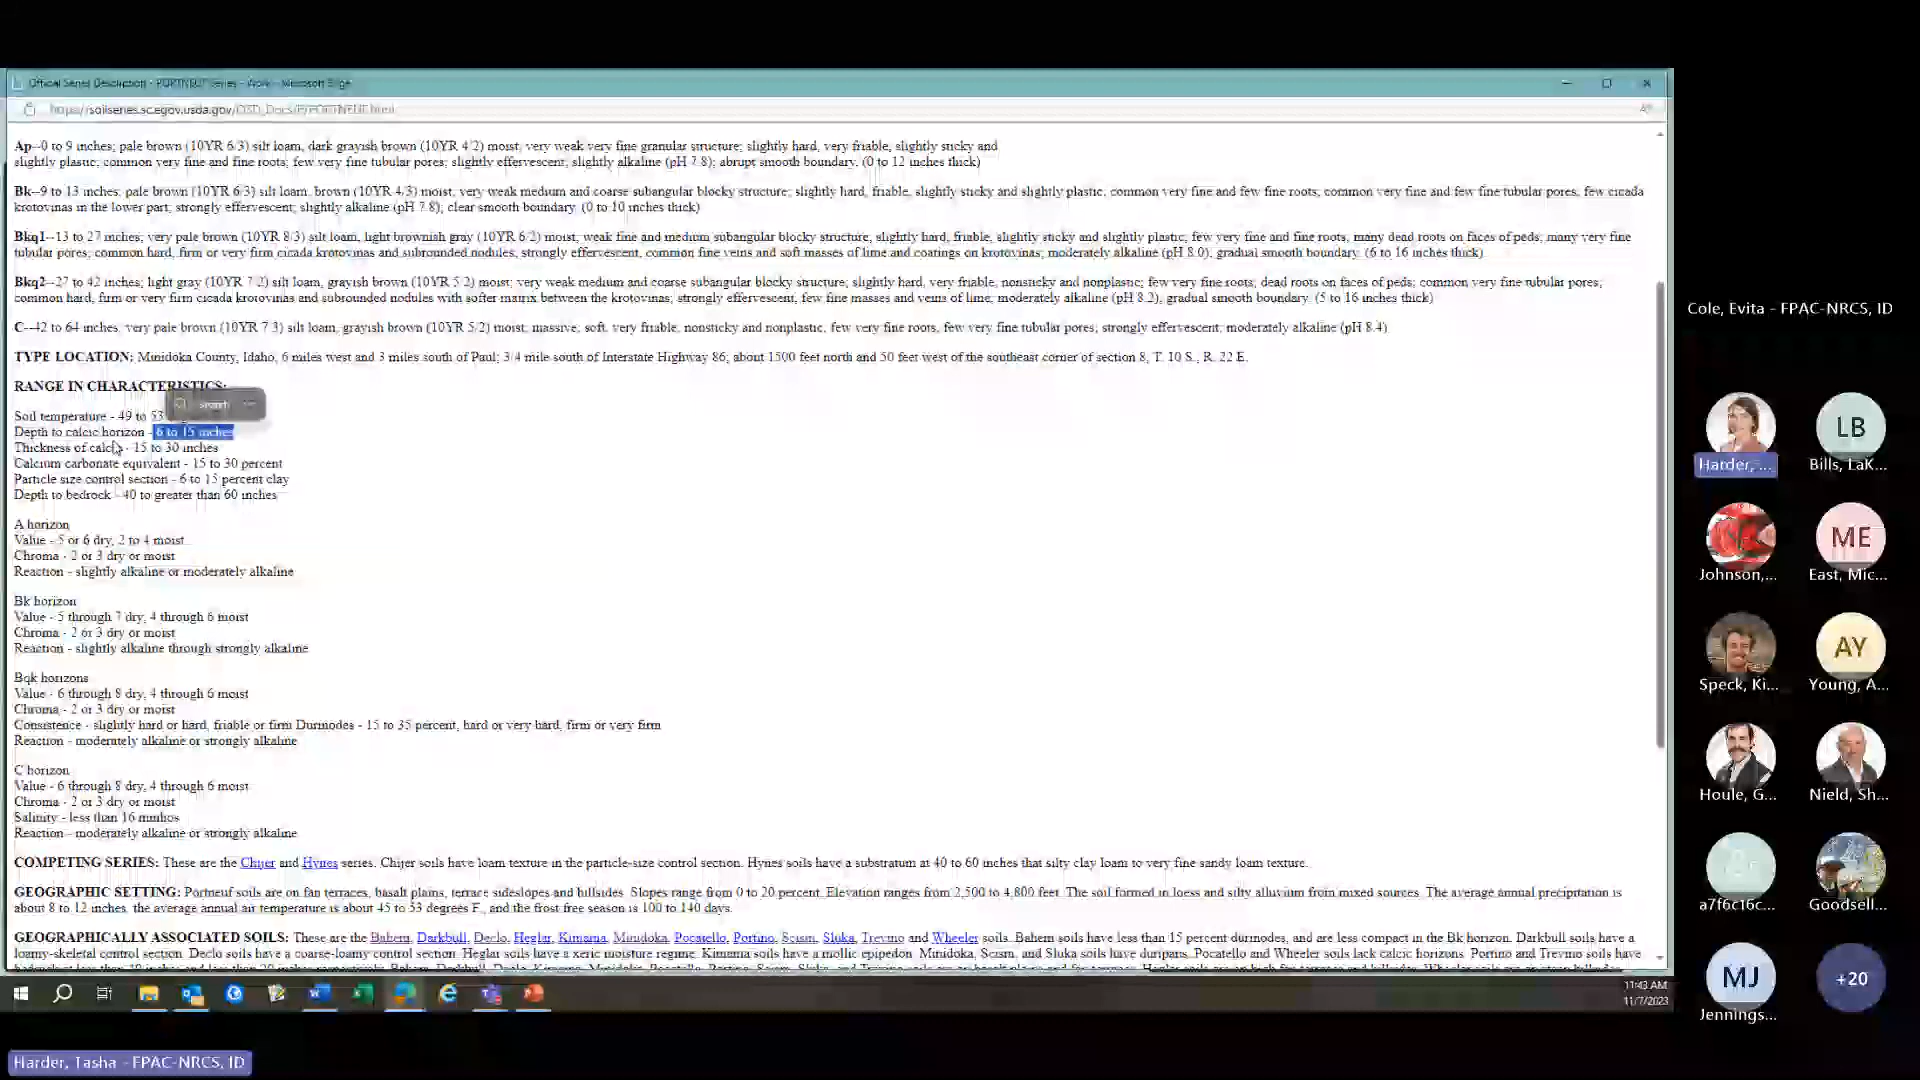 Official Series Description - PORTNEUF Series - Work - Microsoft Edge
https://soilseries.sc.egov.usda.gov/OSD_Docs/P/PORTNEUF.html
Ap--0 to 9 inches; pale brown (10YR 6/3) silt loam, dark grayish brown (10YR 4/2) moist; very weak very fine granular structure; slightly hard, very friable, slightly sticky and
slightly plastic; common very fine and fine roots; few very fine tubular pores; slightly effervescent; slightly alkaline (pH 7.8); abrupt smooth boundary. (0 to 12 inches thick)
Bk--9 to 13 inches; pale brown (10YR 6/3) silt loam, brown (10YR 4/3) moist; very weak medium and coarse subangular blocky structure; slightly hard, friable, slightly sticky and slightly plastic; common very fine and few fine roots; common very fine and few fine tubular pores; few cicada
krotovinas in the lower part; strongly effervescent; slightly alkaline (pH 7.8); clear smooth boundary. (0 to 10 inches thick)
Bkq1--13 to 27 inches; very pale brown (10YR 8/3) silt loam, light brownish gray (10YR 6/2) moist; weak fine and medium subangular blocky structure; slightly hard, friable, slightly sticky and slightly plastic; few very fine and fine roots; many dead roots on faces of peds; many very fine
tubular pores; common hard, firm or very firm cicada krotovinas and subrounded nodules; strongly effervescent, common fine veins and soft masses of lime and coatings on krotovinas; moderately alkaline (pH 8.0); gradual smooth boundary. (6 to 16 inches thick)
Bkq2--27 to 42 inches; light gray (10YR 7/2) silt loam, grayish brown (10YR 5/2) moist; very weak medium and coarse subangular blocky structure; slightly hard, very friable, nonsticky and nonplastic; few very fine roots; dead roots on faces of peds; common very fine tubular pores;
common hard, firm or very firm cicada krotovinas and subrounded nodules with softer matrix between the krotovinas; strongly effervescent; few fine masses and veins of lime; moderately alkaline (pH 8.2); gradual smooth boundary. (5 to 16 inches thick)
C--42 to 64 inches; very pale brown (10YR 7/3) silt loam, grayish brown (10YR 5/2) moist; massive; soft, very friable, nonsticky and nonplastic; few very fine roots; few very fine tubular pores; strongly effervescent; moderately alkaline (pH 8.4)
TYPE LOCATION: Minidoka County, Idaho; 6 miles west and 3 miles south of Paul; 3/4 mile south of Interstate Highway 86; about 1500 feet north and 50 feet west of the southeast corner of section 8, T. 10 S., R. 22 E.
RANGE IN CHARACTERISTICS:
Search
Soil temperature - 49 to 53
Depth to calcic horizon - 6 to 15 inches
Thickness of calcic - 15 to 30 inches
Calcium carbonate equivalent - 15 to 30 percent
Particle size control section - 6 to 15 percent clay
Depth to bedrock - 40 to greater than 60 inches
A horizon
Value - 5 or 6 dry, 2 to 4 moist
Chroma - 2 or 3 dry or moist
Reaction - slightly alkaline or moderately alkaline
Bk horizon
Value - 5 through 7 dry, 4 through 6 moist
Chroma - 2 or 3 dry or moist
Reaction - slightly alkaline through strongly alkaline
Bqk horizons
Value - 6 through 8 dry, 4 through 6 moist
Chroma - 2 or 3 dry or moist
Consistence - slightly hard or hard, friable or firm Durmodes - 15 to 35 percent, hard or very hard, firm or very firm
Reaction - moderately alkaline or strongly alkaline
C horizon
Value - 6 through 8 dry, 4 through 6 moist
Chroma - 2 or 3 dry or moist
Salinity - less than 16 mmhos
Reaction - moderately alkaline or strongly alkaline
COMPETING SERIES: These are the Chijer and Hynes series. Chijer soils have loam texture in the particle-size control section. Hynes soils have a substratum at 40 to 60 inches that silty clay loam to very fine sandy loam texture.
GEOGRAPHIC SETTING: Portneuf soils are on fan terraces, basalt plains, terrace sideslopes and hillsides. Slopes range from 0 to 20 percent. Elevation ranges from 2,500 to 4,800 feet. The soil formed in loess and silty alluvium from mixed sources. The average annual precipitation is
about 8 to 12 inches, the average annual air temperature is about 45 to 53 degrees F., and the frost free season is 100 to 140 days.
GEOGRAPHICALLY ASSOCIATED SOILS: These are the Bahem, Darkbull, Declo, Heglar, Kimama, Minidoka, Pocatello, Portino, Scism, Sluka, Trevino and Wheeler soils. Bahem soils have less than 15 percent durmodes, and are less compact in the Bk horizon. Darkbull soils have a
loamy-skeletal control section. Declo soils have a coarse-loamy control section. Heglar soils have a xeric moisture regime. Kimama soils have a mollic epipedon. Minidoka, Scism, and Sluka soils have duripans. Pocatello and Wheeler soils lack calcic horizons. Portino and Trevino soils have
11:43 AM
11/7/2023
Harder, Tasha - FPAC-NRCS, ID
Cole, Evita - FPAC-NRCS, ID
Harder, ...
LB
Bills, LaK...
Johnson,...
ME
East, Mic...
Speck, Ki...
AY
Young, A...
Houle, G...
Nield, Sh...
a7f6c16c...
Goodsell...
MJ
Jennings...
+20